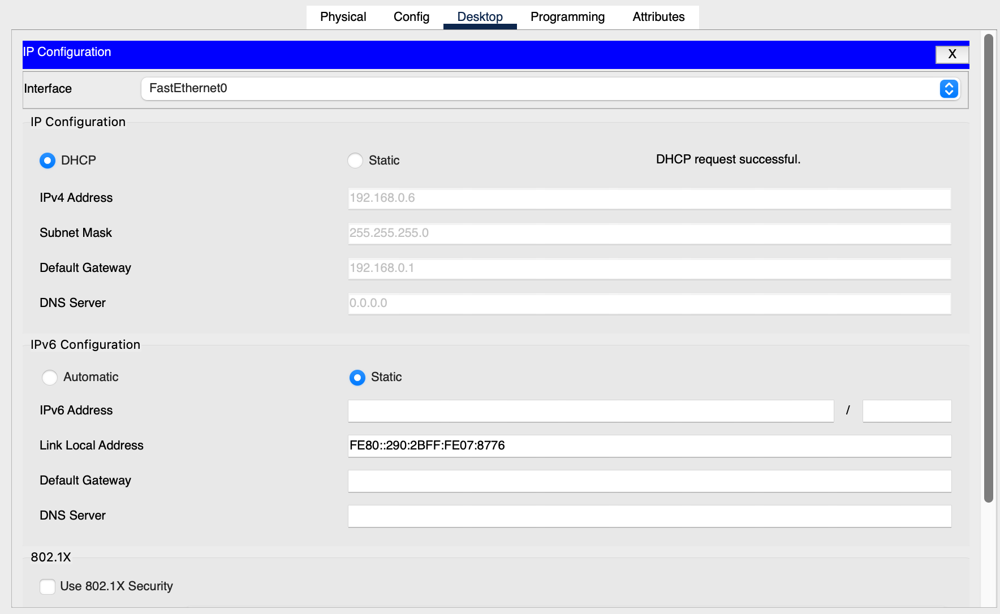 Physical Config Desktop Programming Attributes
IP Configuration X
Interface FastEthernet0
IP Configuration
DHCP Static DHCP request successful.
IPv4 Address 192.168.0.6
Subnet Mask 255.255.255.0
Default Gateway 192.168.0.1
DNS Server 0.0.0.0
IPv6 Configuration
Automatic Static
IPv6 Address /
Link Local Address FE80::290:2BFF:FE07:8776
Default Gateway
DNS Server
802.1X
Use 802.1X Security